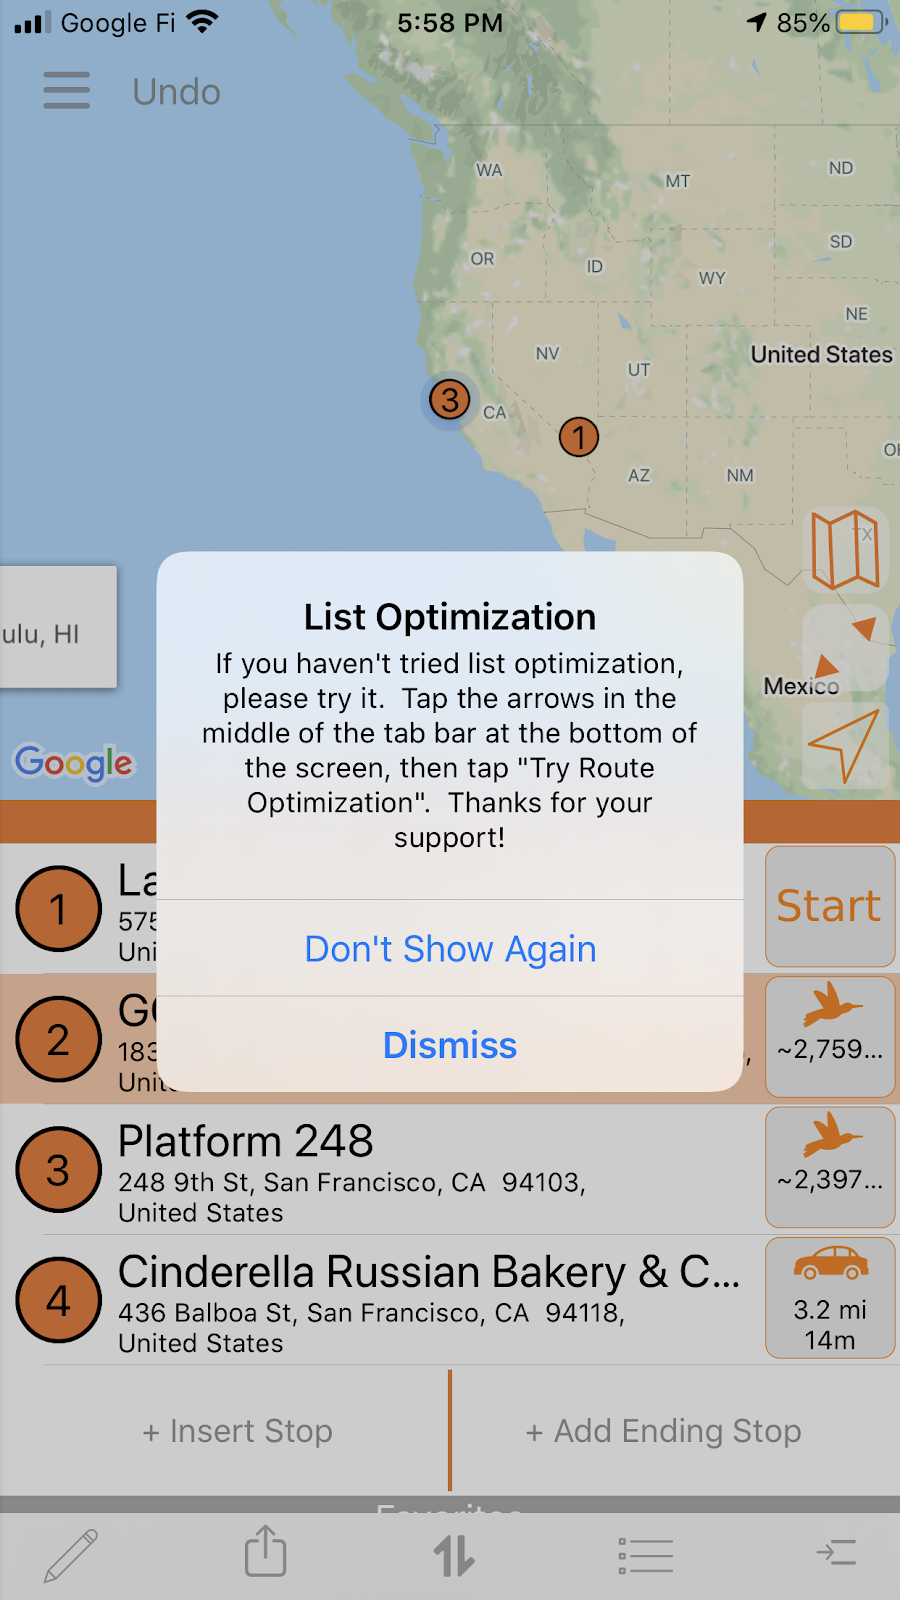 Google Fi 5:58 PM 85%
Undo
WA
MT
ND
OR
ID
SD
WY
NE
NV
UT
United States
3
CA
1
AZ
NM
TX
ulu, HI
Mexico
Google
List Optimization
If you haven't tried list optimization,
please try it. Tap the arrows in the
middle of the tab bar at the bottom of
the screen, then tap "Try Route
Optimization". Thanks for your
support!
Don't Show Again
Dismiss
1
La
575
Uni
Start
2
183
Unit
~2,759...
3
Platform 248
248 9th St, San Francisco, CA 94103,
United States
~2,397...
4
Cinderella Russian Bakery & C...
436 Balboa St, San Francisco, CA 94118,
United States
3.2 mi
14m
+ Insert Stop
+ Add Ending Stop
Favorites